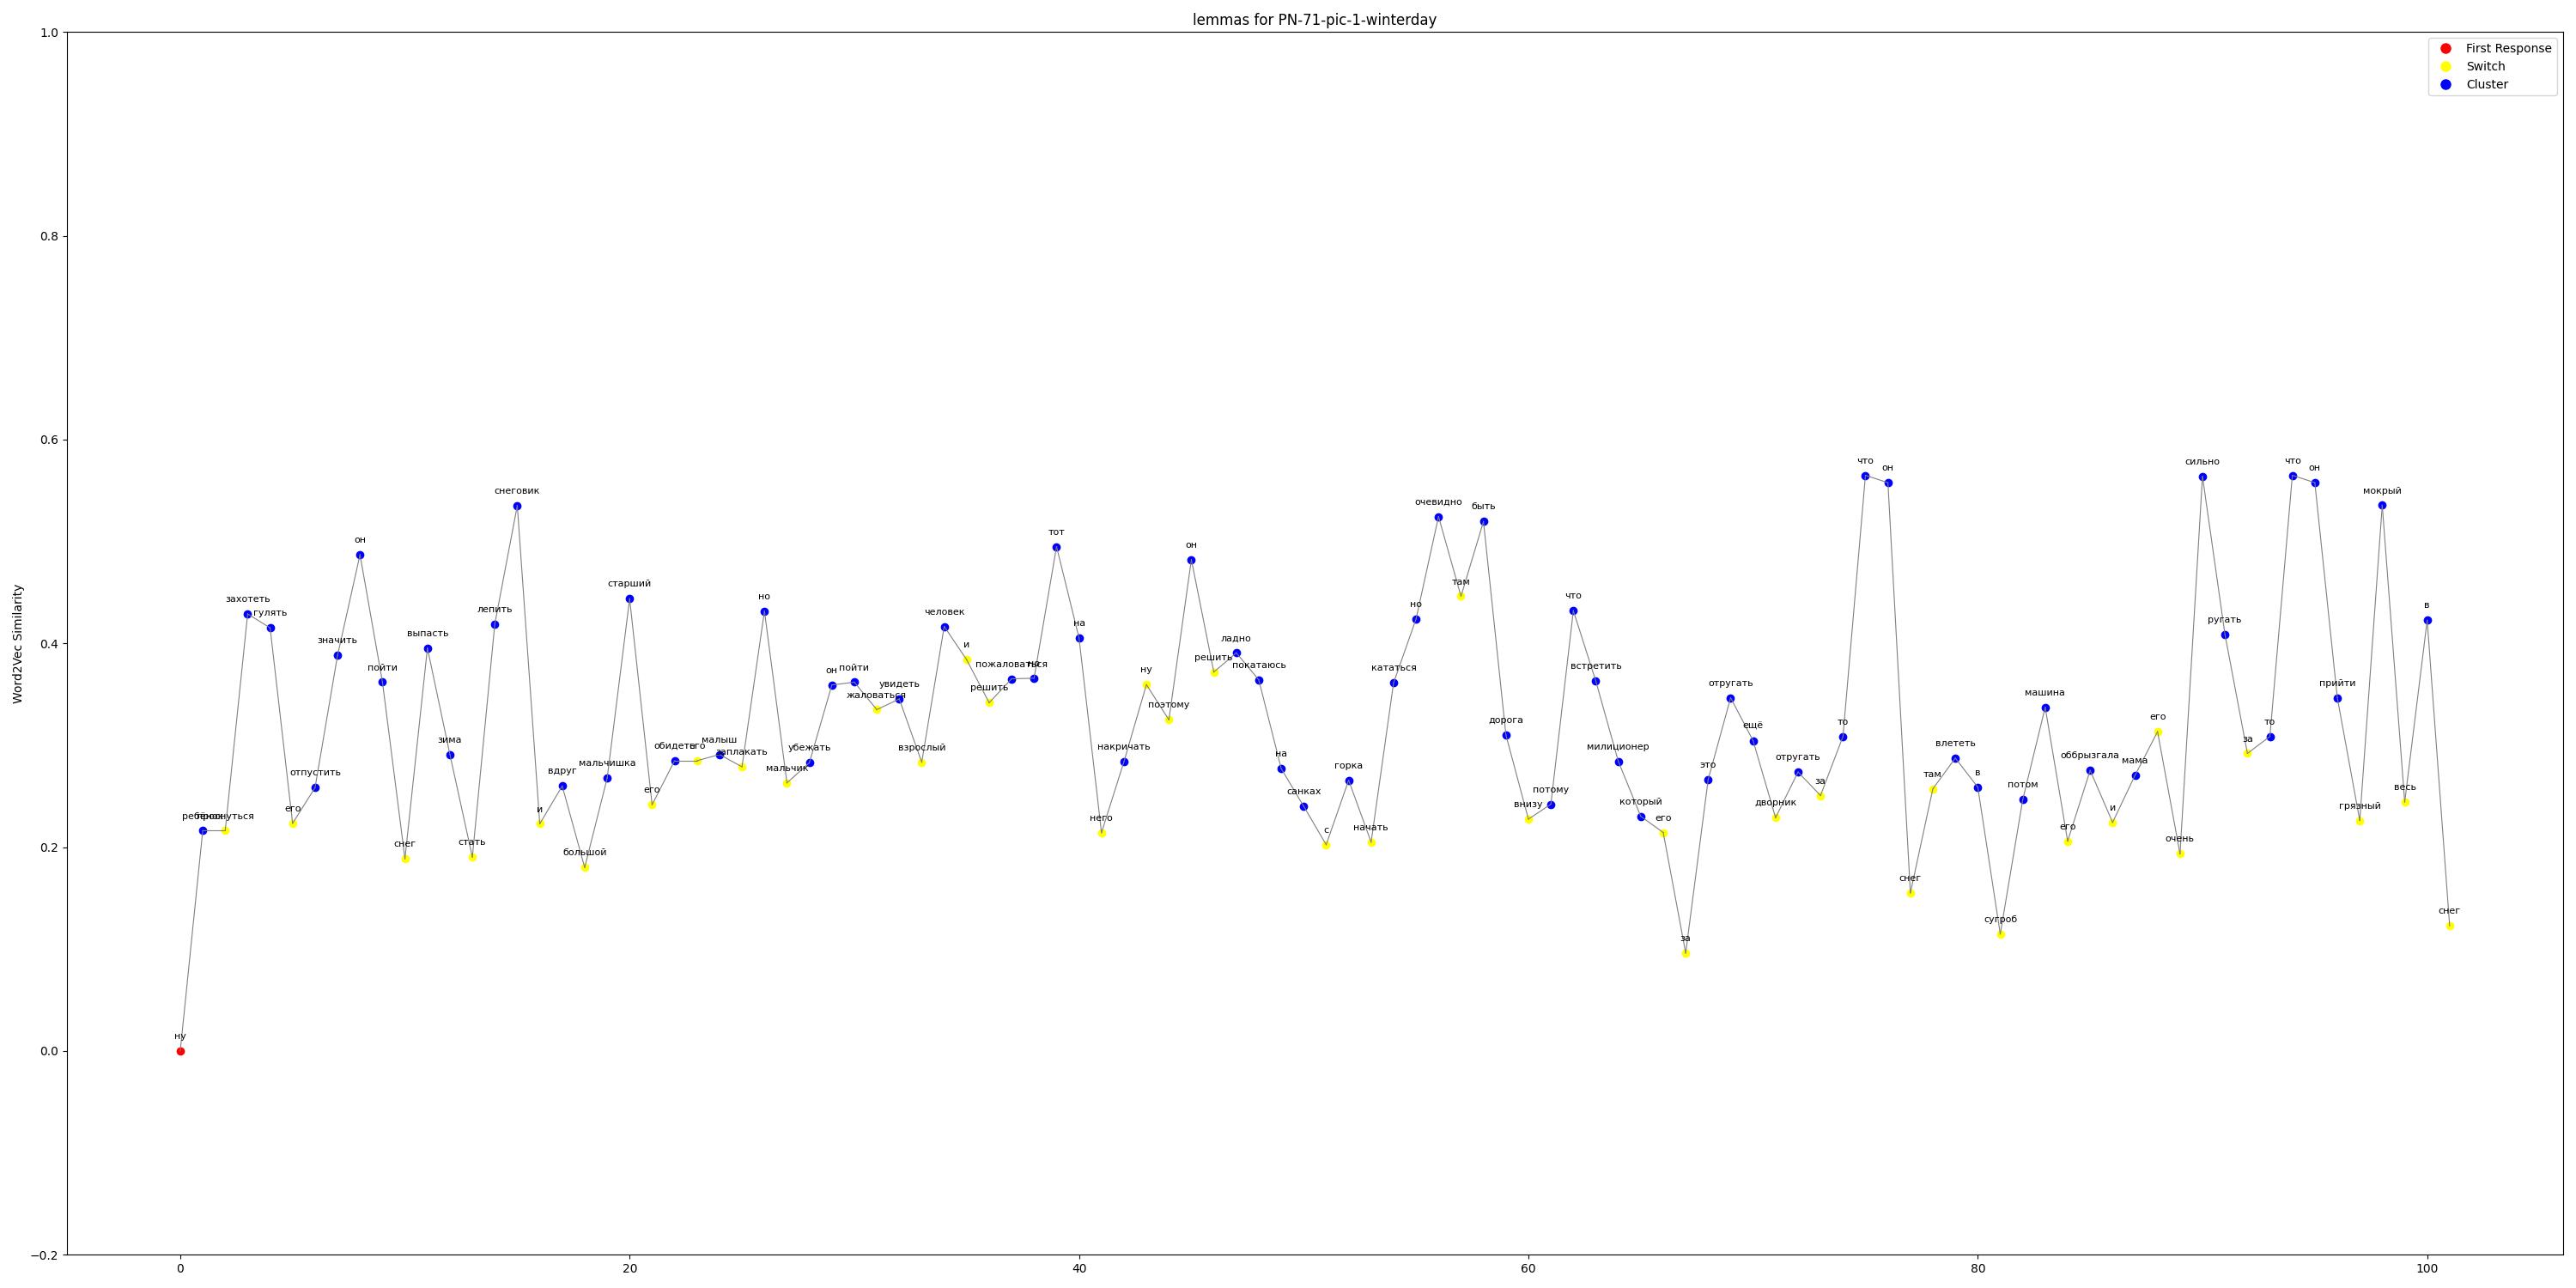 lemmas for PN-71-pic-1-winterday
First Response
Switch
Cluster
Word2Vec Similarity
1.0
0.8
0.6
0.4
0.2
0.0
−0.2
0
20
40
60
80
100
ну
ребёнок
проснуться
захотеть
гулять
его
отпустить
значить
он
пойти
снег
выпасть
зима
стать
лепить
снеговик
и
вдруг
большой
мальчишка
старший
его
обидеть
его
малыш
заплакать
но
мальчик
убежать
он
пойти
жаловаться
увидеть
взрослый
человек
и
решить
пожаловаться
но
тот
на
него
накричать
ну
поэтому
он
решить
ладно
покатаюсь
на
санках
с
горка
начать
кататься
но
очевидно
там
быть
дорога
внизу
потому
что
встретить
милиционер
который
его
за
это
отругать
ещё
дворник
отругать
за
то
что
он
снег
там
влететь
в
сугроб
потом
машина
его
оббрызгала
и
мама
его
очень
сильно
ругать
за
то
что
он
прийти
грязный
мокрый
весь
в
снег